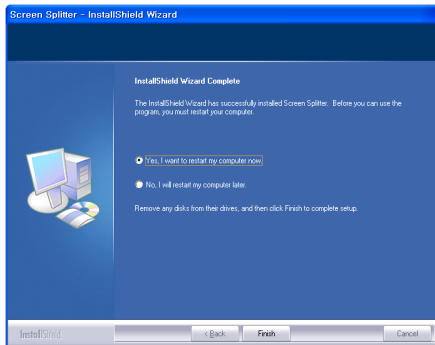 Screen Splitter - InstallShield Wizard
InstallShield Wizard Complete
The InstallShield Wizard has successfully installed Screen Splitter. Before you can use the
program, you must restart your computer.
Yes, I want to restart my computer now.
No, I will restart my computer later.
Remove any disks from their drives, and then click Finish to complete setup.
InstallShield
< Back
Finish
Cancel